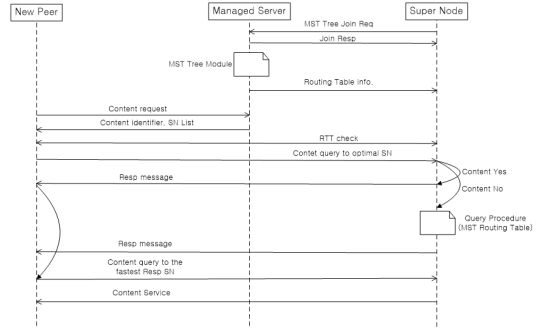 New Peer
Managed Server
Super Node
MST Tree Join Req
Join Resp
MST Tree Module
Routing Table info.
Content request
Content identifier, SN List
RTT check
Contet query to optimal SN
Content Yes
Resp message
Content No
Query Procedure
(MST Routing Table)
Resp message
Content query to the
fastest Resp SN
Content Service